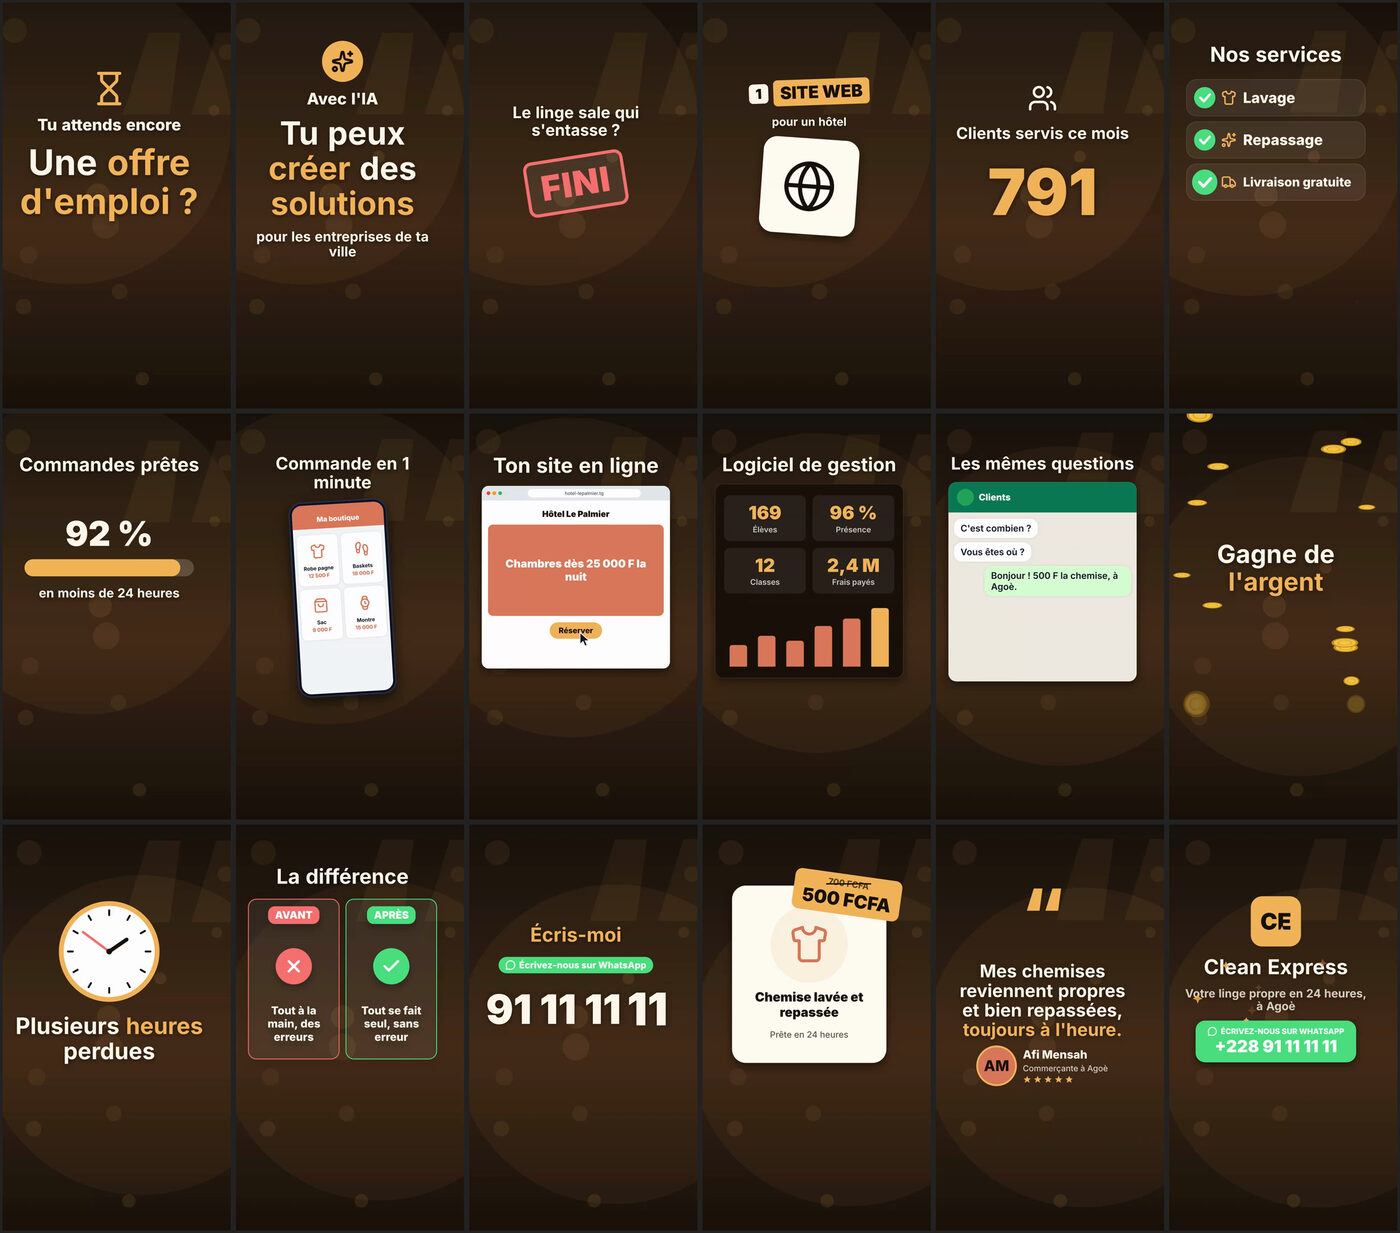 Tu attends encore
Une offre
d'emploi ?
Avec l'IA
Tu peux
créer des
solutions
pour les entreprises de ta
ville
Le linge sale qui
s'entasse ?
FINI
1 SITE WEB
pour un hôtel
Clients servis ce mois
791
Nos services
Lavage
Repassage
Livraison gratuite
Commandes prêtes
92 %
en moins de 24 heures
Commande en 1
minute
Ma boutique
Robe pagne
12 500 F
Baskets
18 000 F
Sac
9 000 F
Montre
15 000 F
Ton site en ligne
hotel-lepalmier.tg
Hôtel Le Palmier
Chambres dès 25 000 F la
nuit
Réserver
Logiciel de gestion
169
Élèves
96 %
Présence
12
Classes
2,4 M
Frais payés
Les mêmes questions
Clients
C'est combien ?
Vous êtes où ?
Bonjour ! 500 F la chemise, à
Agoè.
Gagne de
l'argent
Plusieurs heures
perdues
La différence
AVANT
Tout à la
main, des
erreurs
APRÈS
Tout se fait
seul, sans
erreur
Écris-moi
Écrivez-nous sur WhatsApp
91 11 11 11
700 FCFA
500 FCFA
Chemise lavée et
repassée
Prête en 24 heures
"
Mes chemises
reviennent propres
et bien repassées,
toujours à l'heure.
AM
Afi Mensah
Commerçante à Agoè
CE
Clean Express
Votre linge propre en 24 heures,
à Agoè
ÉCRIVEZ-NOUS SUR WHATSAPP
+228 91 11 11 11